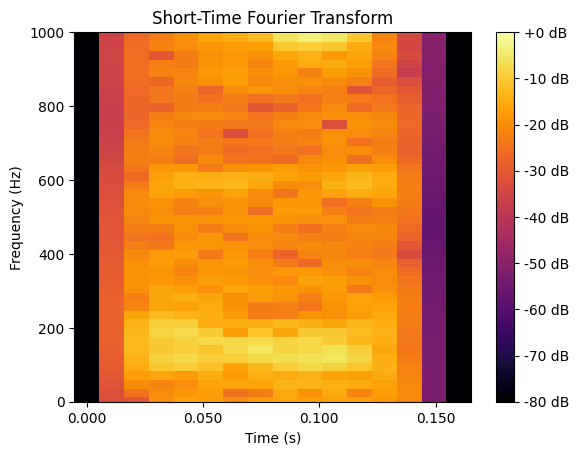 Short-Time Fourier Transform
1000
800
600
400
200
0
Frequency (Hz)
0.000
0.050
0.100
0.150
Time (s)
+0 dB
-10 dB
-20 dB
-30 dB
-40 dB
-50 dB
-60 dB
-70 dB
-80 dB